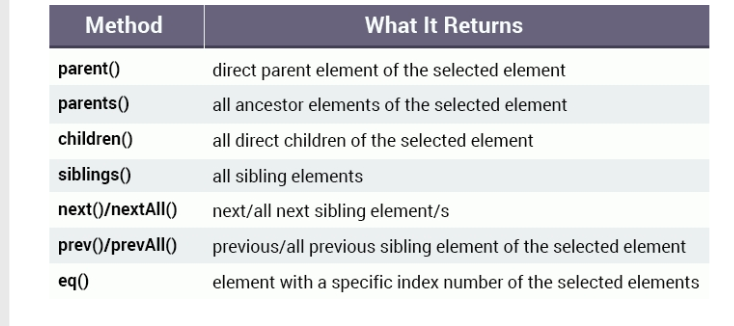 Method What It Returns
parent() direct parent element of the selected element
parents() all ancestor elements of the selected element
children() all direct children of the selected element
siblings() all sibling elements
next()/nextAll() next/all next sibling element/s
prev()/prevAll() previous/all previous sibling element of the selected element
eq() element with a specific index number of the selected elements